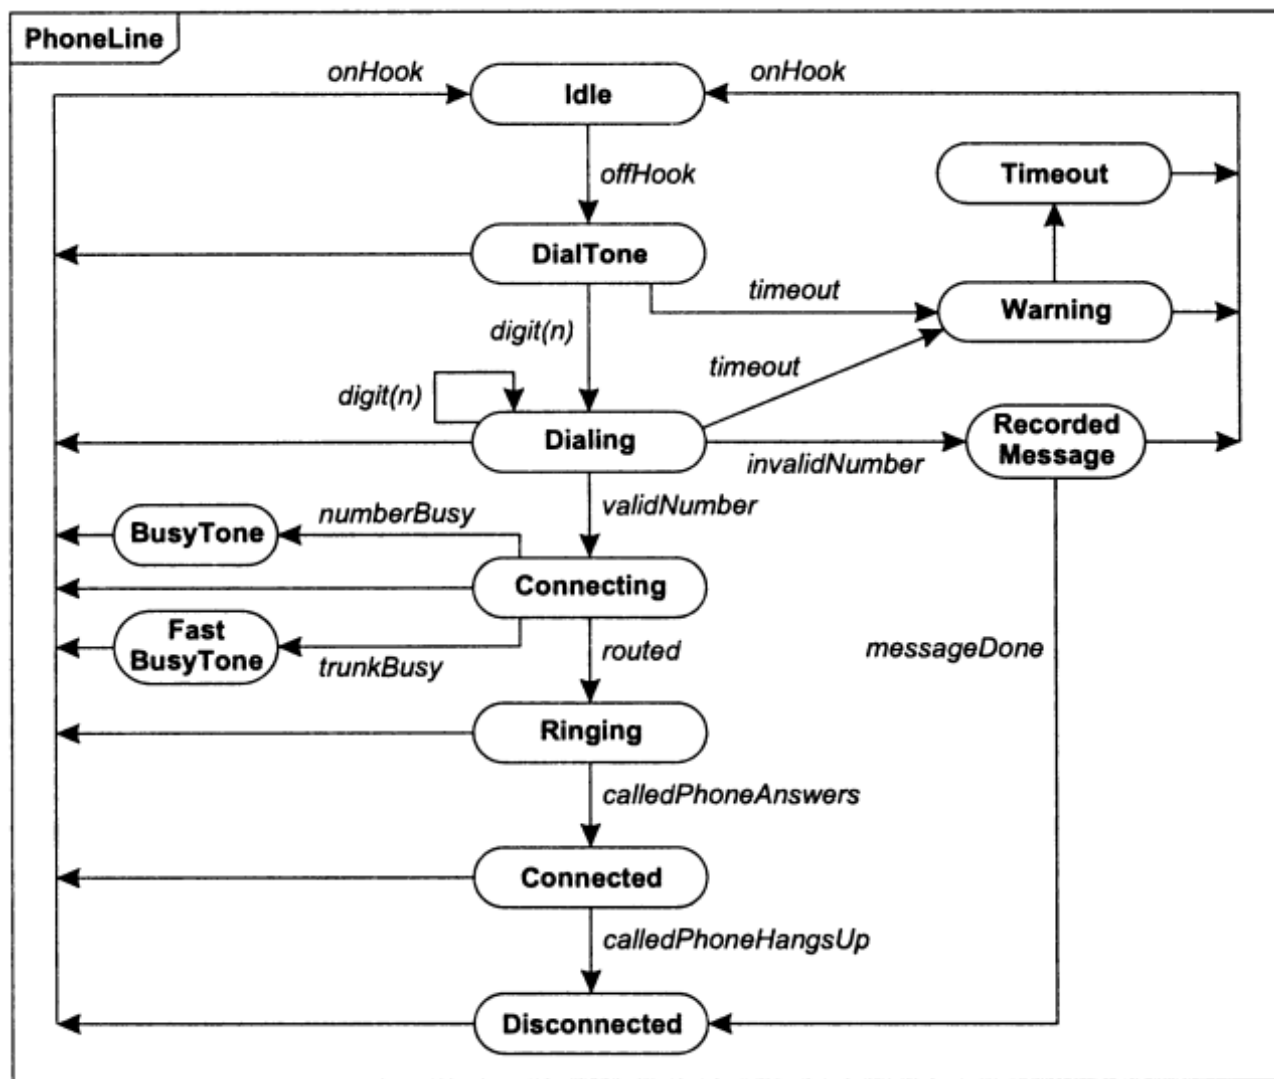 PhoneLine
onHook
Idle
onHook
offHook
Timeout
DialTone
timeout
Warning
digit(n)
timeout
digit(n)
Dialing
invalidNumber
Recorded
Message
validNumber
numberBusy
BusyTone
Connecting
Fast
BusyTone
trunkBusy
routed
messageDone
Ringing
calledPhoneAnswers
Connected
calledPhoneHangsUp
Disconnected